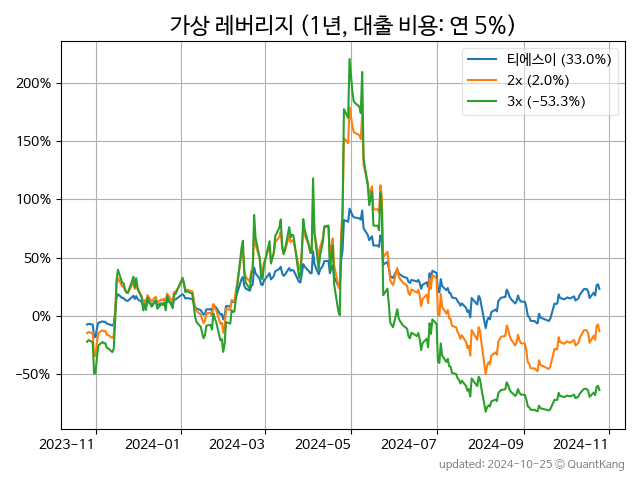 가상 레버리지 (1년, 대출 비용: 연 5%)
티에스이 (33.0%)
2x (2.0%)
3x (−53.3%)
200%
150%
100%
50%
0%
−50%
2023-11 2024-01 2024-03 2024-05 2024-07 2024-09 2024-11
updated: 2024-10-25 © QuantKang